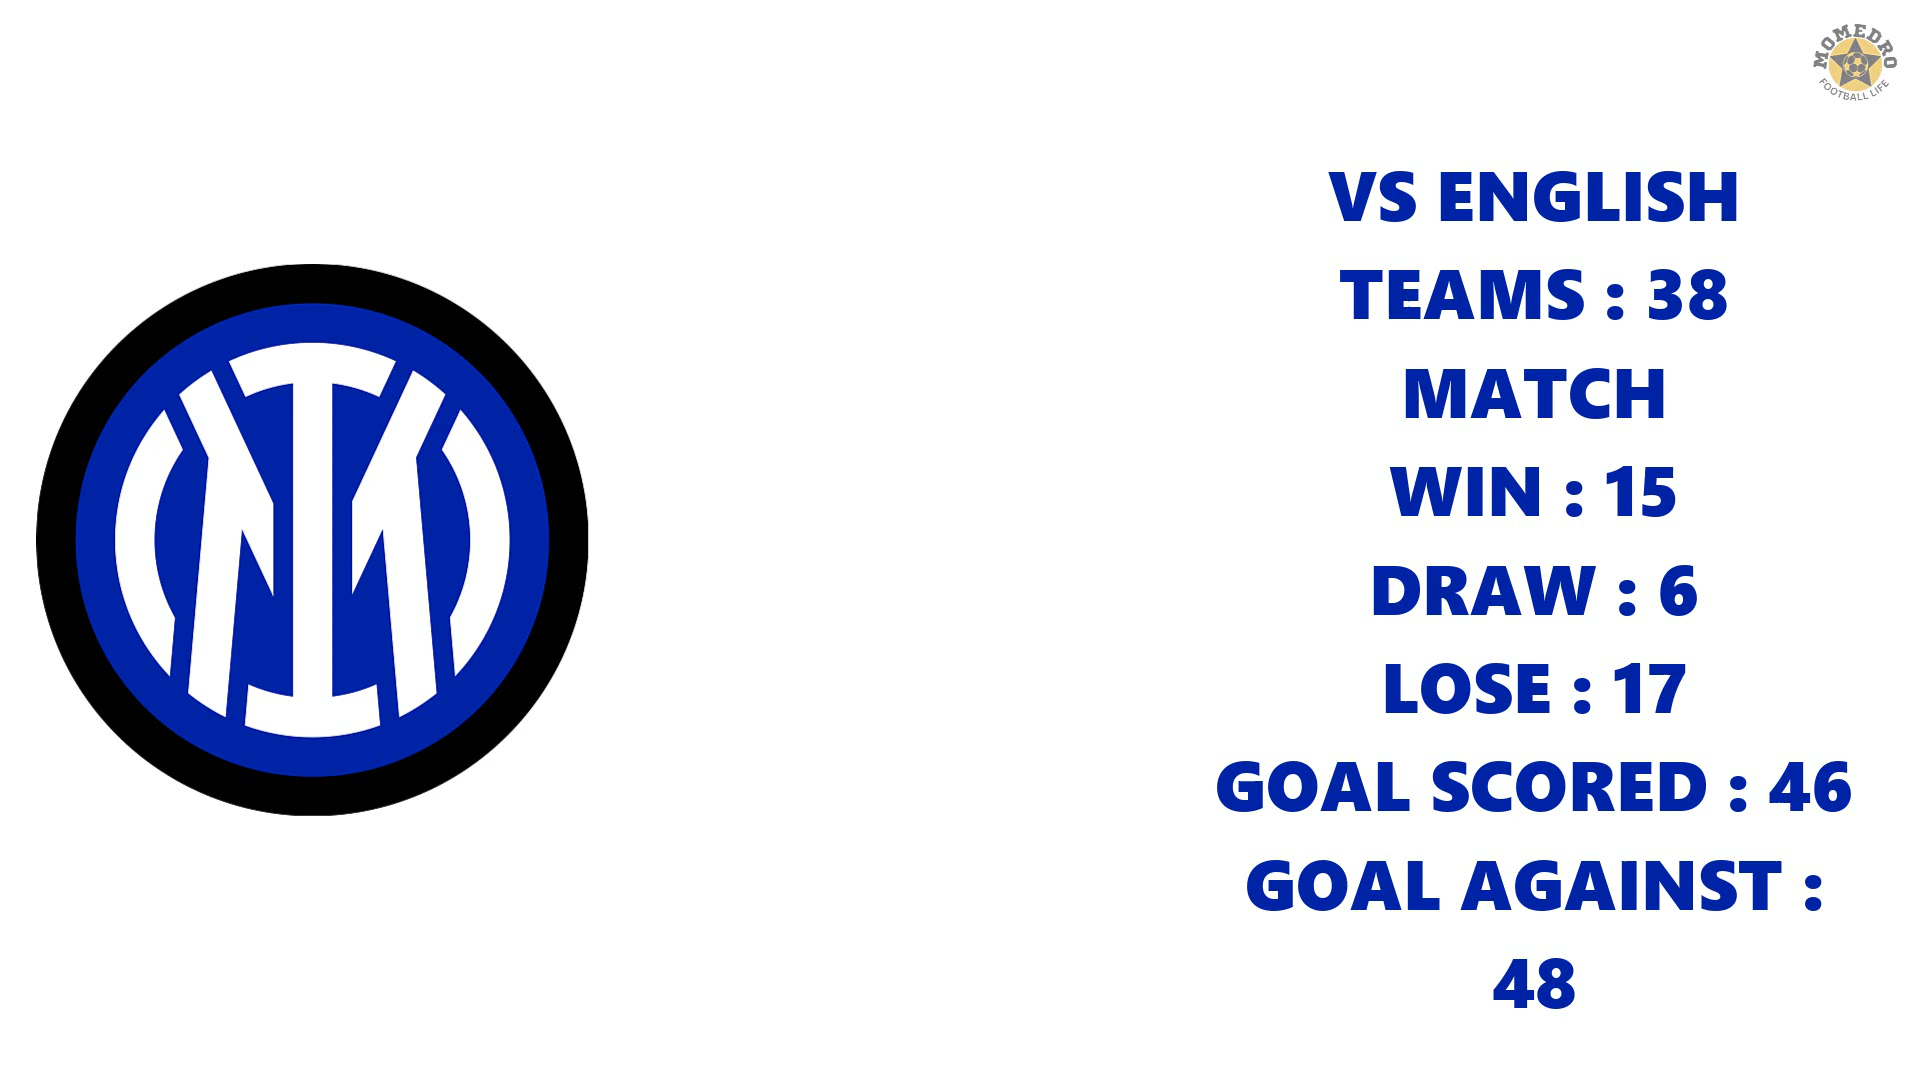 MOMEDRO
FOOTBALL LIFE
VS ENGLISH
TEAMS : 38
MATCH
WIN : 15
DRAW : 6
LOSE : 17
GOAL SCORED : 46
GOAL AGAINST :
48